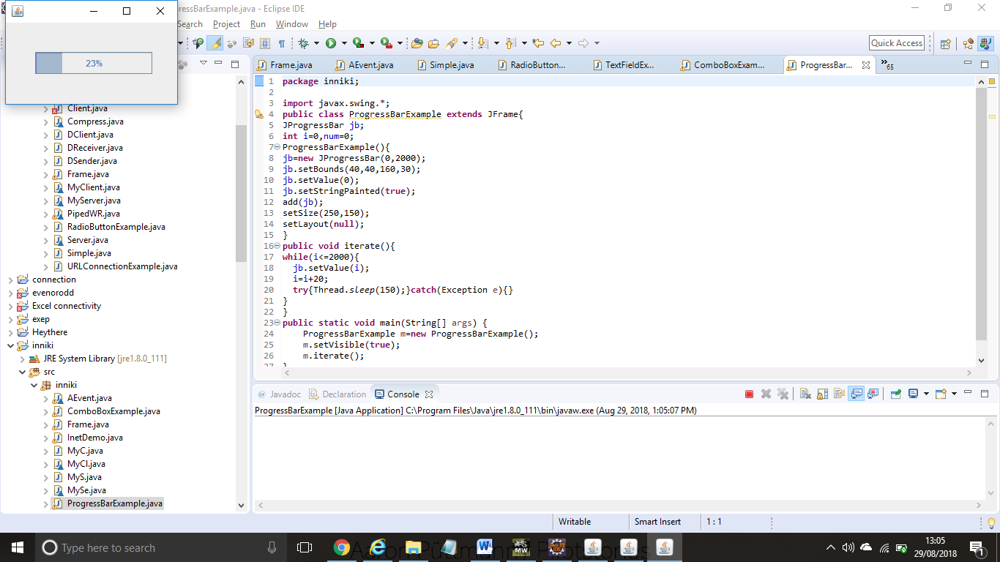 ressBarExample.java - Eclipse IDE
Search Project Run Window Help
Quick Access
23%
Frame.java AEvent.java Simple.java RadioButton... TextFieldEx... ComboBoxExam... ProgressBar... »65
1 package inniki;
2
3 import javax.swing.*;
4 public class ProgressBarExample extends JFrame{
5 JProgressBar jb;
6 int i=0,num=0;
7 ProgressBarExample(){
8 jb=new JProgressBar(0,2000);
9 jb.setBounds(40,40,160,30);
10 jb.setValue(0);
11 jb.setStringPainted(true);
12 add(jb);
13 setSize(250,150);
14 setLayout(null);
15 }
16 public void iterate(){
17 while(i<=2000){
18 jb.setValue(i);
19 i=i+20;
20 try{Thread.sleep(150);}catch(Exception e){}
21 }
22 }
23 public static void main(String[] args) {
24 ProgressBarExample m=new ProgressBarExample();
25 m.setVisible(true);
26 m.iterate();
27 }
Client.java
Compress.java
DClient.java
DReceiver.java
DSender.java
Frame.java
MyClient.java
MyServer.java
PipedWR.java
RadioButtonExample.java
Server.java
Simple.java
URLConnectionExample.java
connection
evenorodd
Excel connectivity
exep
Heythere
inniki
JRE System Library [jre1.8.0_111]
src
inniki
AEvent.java
ComboBoxExample.java
Frame.java
InetDemo.java
MyC.java
MyCl.java
MyS.java
MySe.java
ProgressBarExample.java
@ Javadoc Declaration Console
ProgressBarExample [Java Application] C:\Program Files\Java\jre1.8.0_111\bin\javaw.exe (Aug 29, 2018, 1:05:07 PM)
Writable Smart Insert 1 : 1
Type here to search
13:05
29/08/2018
1